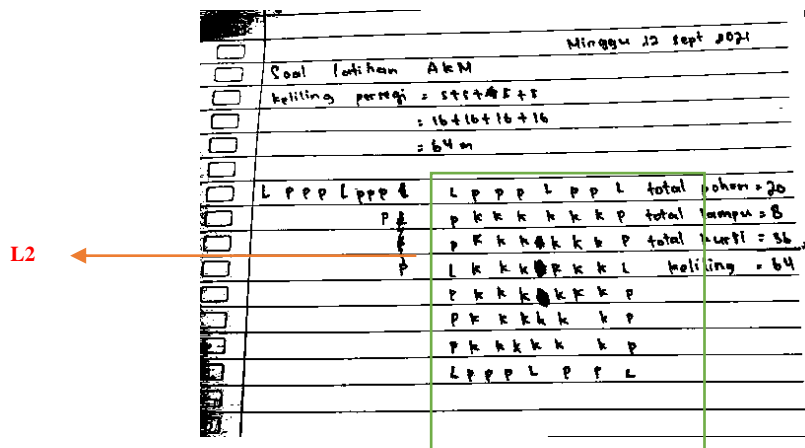 Minggu 12 sept 2021
Soal latihan AKM
keliling persegi = s+s+s+s
= 16+16+16+16
= 64 m
L P P P L P P P L P P P L P P L total pohon = 20
P P k k k k k k P total lampu = 8
P k k k k k k P total kursi = 36
L2
P L k k k k k k L keliling = 64
P k k k k k k P
P k k k k k k P
P k k k k k k P
L P P P L P P L